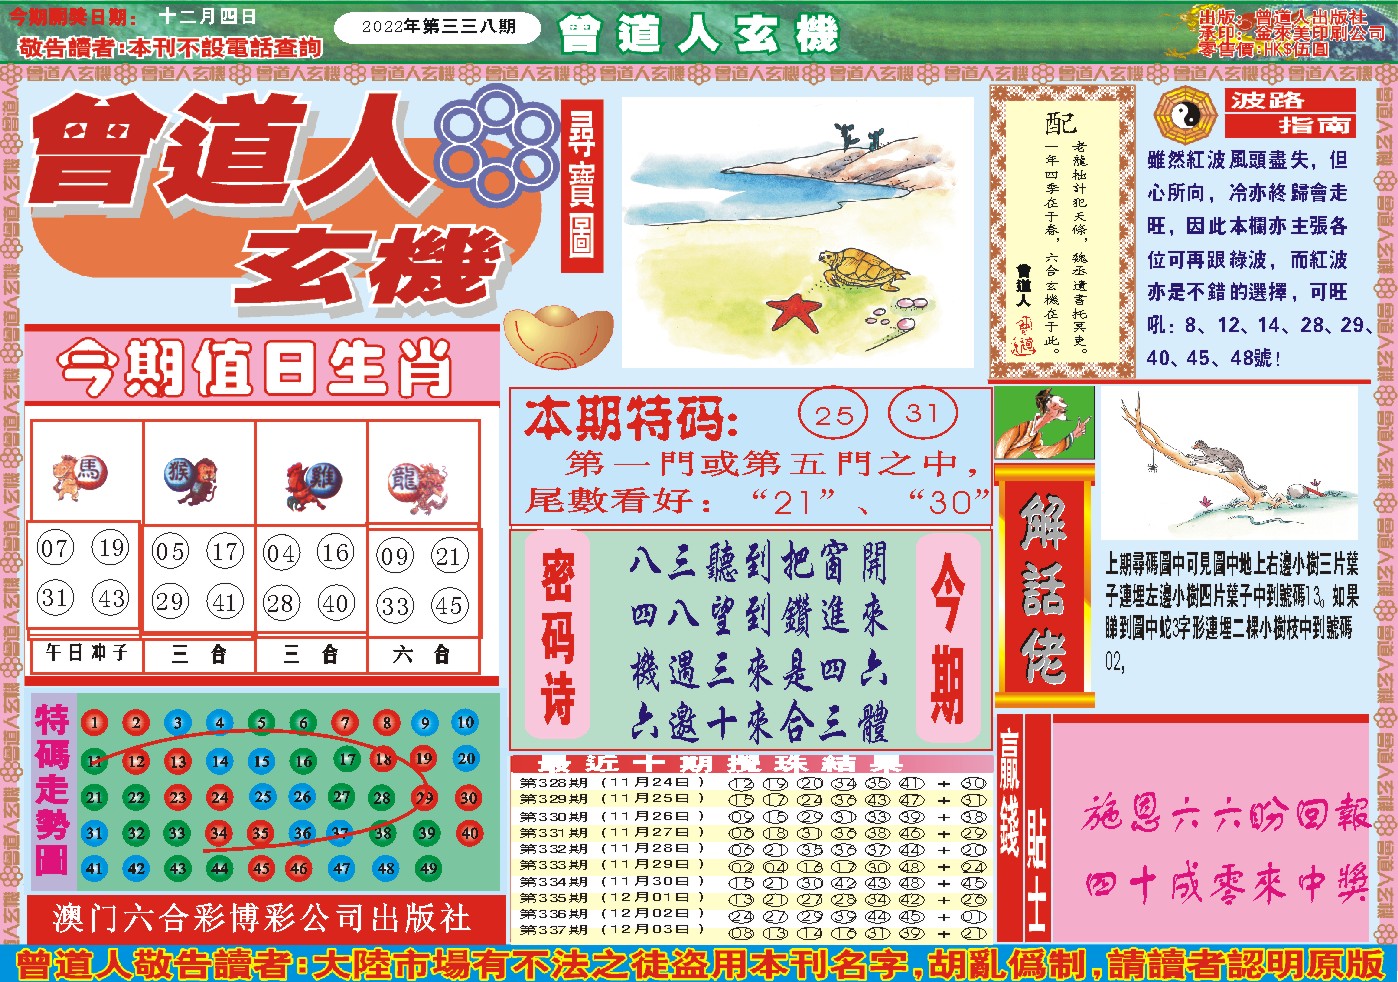 今期開獎日期： 十二月四日
敬告讀者:本刊不設電話查詢
2022年第三三八期
曾道人玄機
出版：曾道人出版社
承印：金來美印刷公司
零售價:HK$伍圓
曾道人
玄機
尋寶圖
配
老龍拙計犯天條，魏丞遺書托冥吏。
一年四季在于春，六合玄機在于此。
曾道人
波路
指南
雖然紅波風頭盡失，但
心所向，冷亦終歸會走
旺，因此本欄亦主張各
位可再跟綠波，而紅波
亦是不錯的選擇，可旺
吼：8、12、14、28、29、
40、45、48號！
今期值日生肖
馬 猴 雞 龍
07 19 05 17 04 16 09 21
31 43 29 41 28 40 33 45
午日冲子 三合 三合 六合
本期特码:
25 31
第一門或第五門之中，
尾數看好：“21”、“30”
密码诗
八三聽到把窗開
四八望到鑽進來
機遇三來是四六
六邀十來合三體
今期
解話佬
上期尋碼圖中可見圖中地上右邊小樹三片葉
子連埋左邊小樹四片葉子中到號碼13。如果
睇到圖中蛇3字形連埋二棵小樹枝中到號碼
02，
特碼走勢圖
1 2 3 4 5 6 7 8 9 10
11 12 13 14 15 16 17 18 19 20
21 22 23 24 25 26 27 28 29 30
31 32 33 34 35 36 37 38 39 40
41 42 43 44 45 46 47 48 49
澳门六合彩博彩公司出版社
最近十期攪珠結果
第328期 (11月24日) 12 19 20 34 35 41 + 30
第329期 (11月25日) 15 17 24 36 43 47 + 31
第330期 (11月26日) 09 15 29 31 33 39 + 38
第331期 (11月27日) 06 18 31 36 38 46 + 29
第332期 (11月28日) 06 21 35 36 37 44 + 20
第333期 (11月29日) 02 04 16 17 30 48 + 24
第334期 (11月30日) 15 21 30 42 43 48 + 45
第335期 (12月01日) 13 21 27 28 34 42 + 26
第336期 (12月02日) 24 27 29 39 44 45 + 01
第337期 (12月03日) 08 13 14 16 31 39 + 21
贏錢貼士
施恩六六盼回報
四十成零來中獎
曾道人敬告讀者:大陸市場有不法之徒盜用本刊名字,胡亂僞制,請讀者認明原版